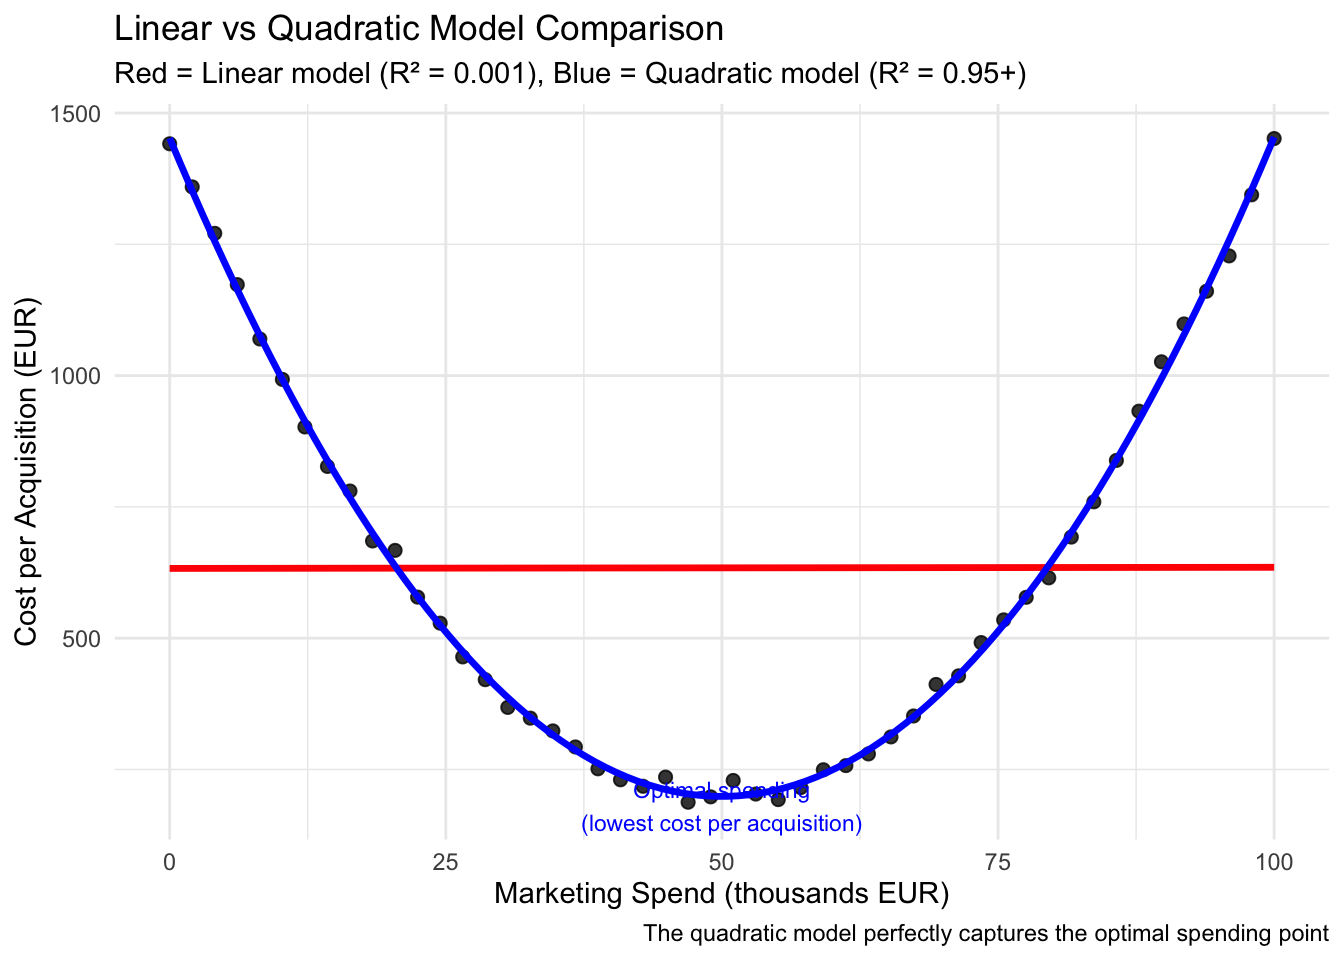 Linear vs Quadratic Model Comparison
Red = Linear model (R² = 0.001), Blue = Quadratic model (R² = 0.95+)
Cost per Acquisition (EUR)
1500
1000
500
Optimal spending
(lowest cost per acquisition)
0 25 50 75 100
Marketing Spend (thousands EUR)
The quadratic model perfectly captures the optimal spending point